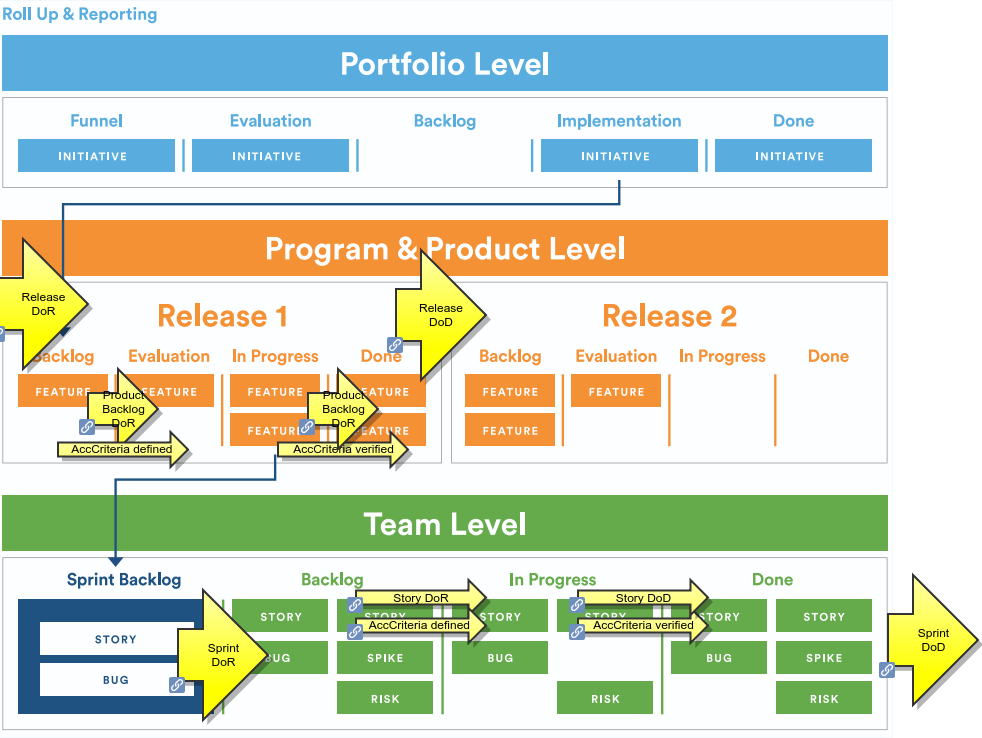 Roll Up & Reporting
Portfolio Level
Funnel Evaluation Backlog Implementation Done
INITIATIVE INITIATIVE INITIATIVE INITIATIVE
Program & Product Level
Release
DoR
Release 1
Release
DoD
Release 2
Backlog Evaluation In Progress Done Backlog Evaluation In Progress Done
FEATURE FEATURE FEATURE FEATURE FEATURE FEATURE
Product
Backlog
DoR
Product
Backlog
DoR
FEATURE FEATURE FEATURE
AccCriteria defined AccCriteria verified
Team Level
Sprint Backlog Backlog In Progress Done
Story DoR Story DoD
STORY STORY STORY STORY STORY STORY
AccCriteria defined AccCriteria verified
STORY
BUG
Sprint
DoR
BUG SPIKE BUG BUG SPIKE
RISK RISK RISK
Sprint
DoD